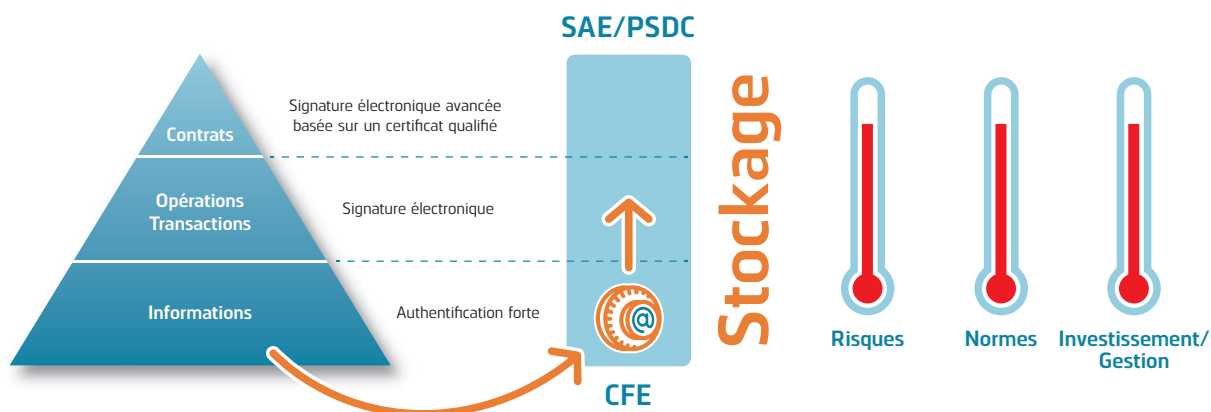 SAE/PSDC
Signature électronique avancée
basée sur un certificat qualifié
Contrats
Opérations
Transactions
Signature électronique
Informations
Authentification forte
@
CFE
Stockage
Risques
Normes
Investissement/
Gestion